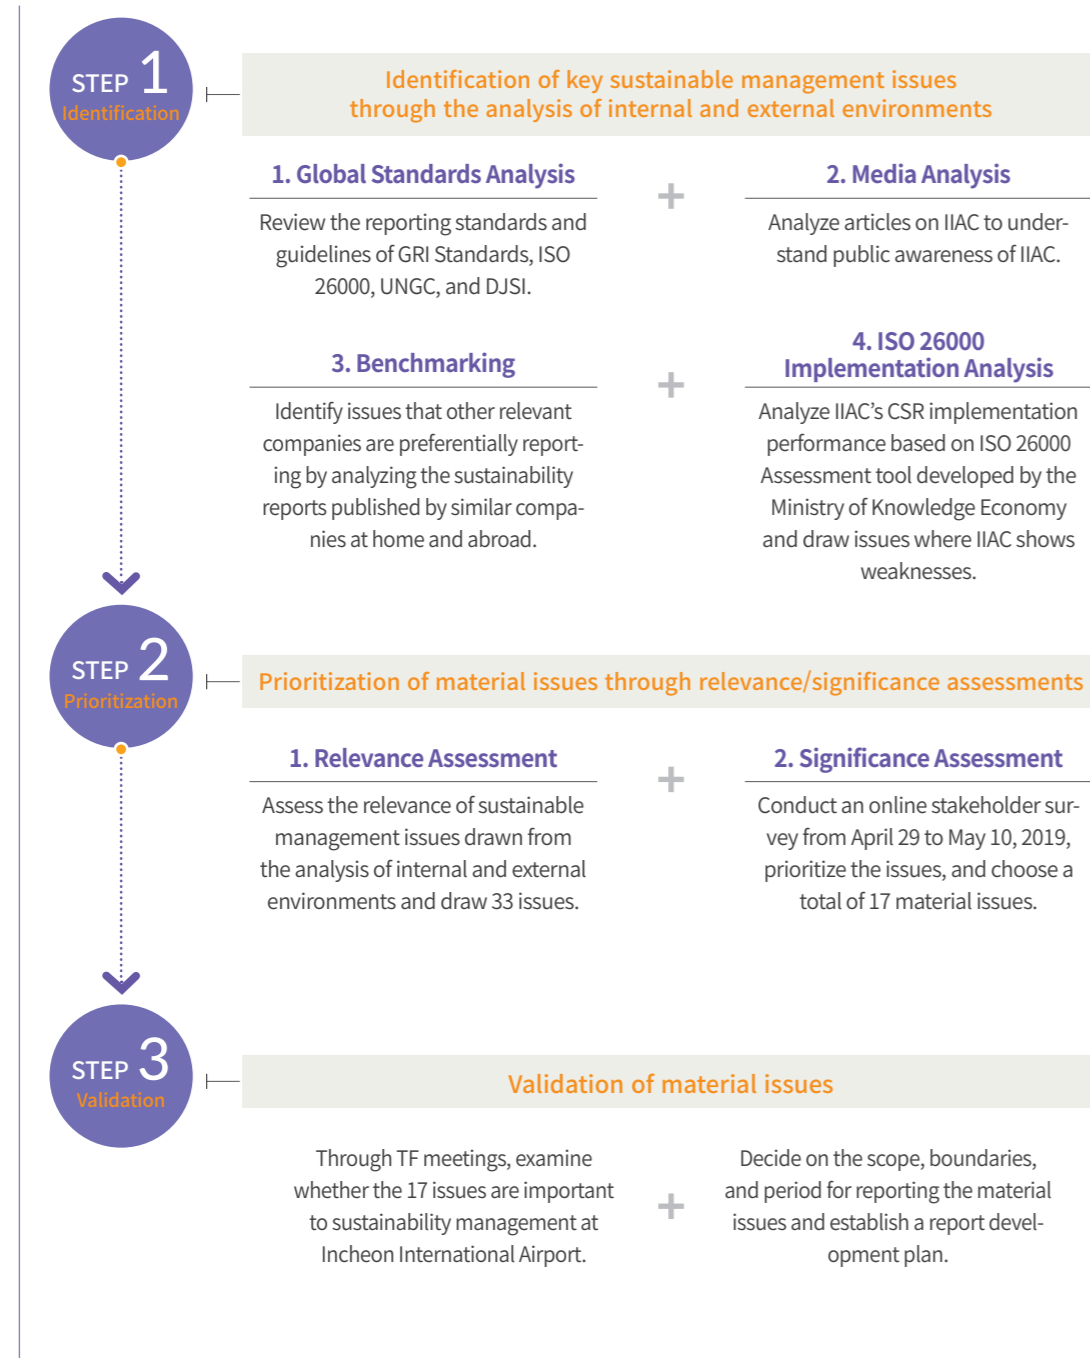 STEP 1
Identification
Identification of key sustainable management issues
through the analysis of internal and external environments
1. Global Standards Analysis
Review the reporting standards and
guidelines of GRI Standards, ISO
26000, UNGC, and DJSI.
+
2. Media Analysis
Analyze articles on IIAC to under-
stand public awareness of IIAC.
3. Benchmarking
Identify issues that other relevant
companies are preferentially report-
ing by analyzing the sustainability
reports published by similar compa-
nies at home and abroad.
+
4. ISO 26000
Implementation Analysis
Analyze IIAC’s CSR implementation
performance based on ISO 26000
Assessment tool developed by the
Ministry of Knowledge Economy
and draw issues where IIAC shows
weaknesses.
STEP 2
Prioritization
Prioritization of material issues through relevance/significance assessments
1. Relevance Assessment
Assess the relevance of sustainable
management issues drawn from
the analysis of internal and external
environments and draw 33 issues.
+
2. Significance Assessment
Conduct an online stakeholder sur-
vey from April 29 to May 10, 2019,
prioritize the issues, and choose a
total of 17 material issues.
STEP 3
Validation
Validation of material issues
Through TF meetings, examine
whether the 17 issues are important
to sustainability management at
Incheon International Airport.
+
Decide on the scope, boundaries,
and period for reporting the material
issues and establish a report devel-
opment plan.